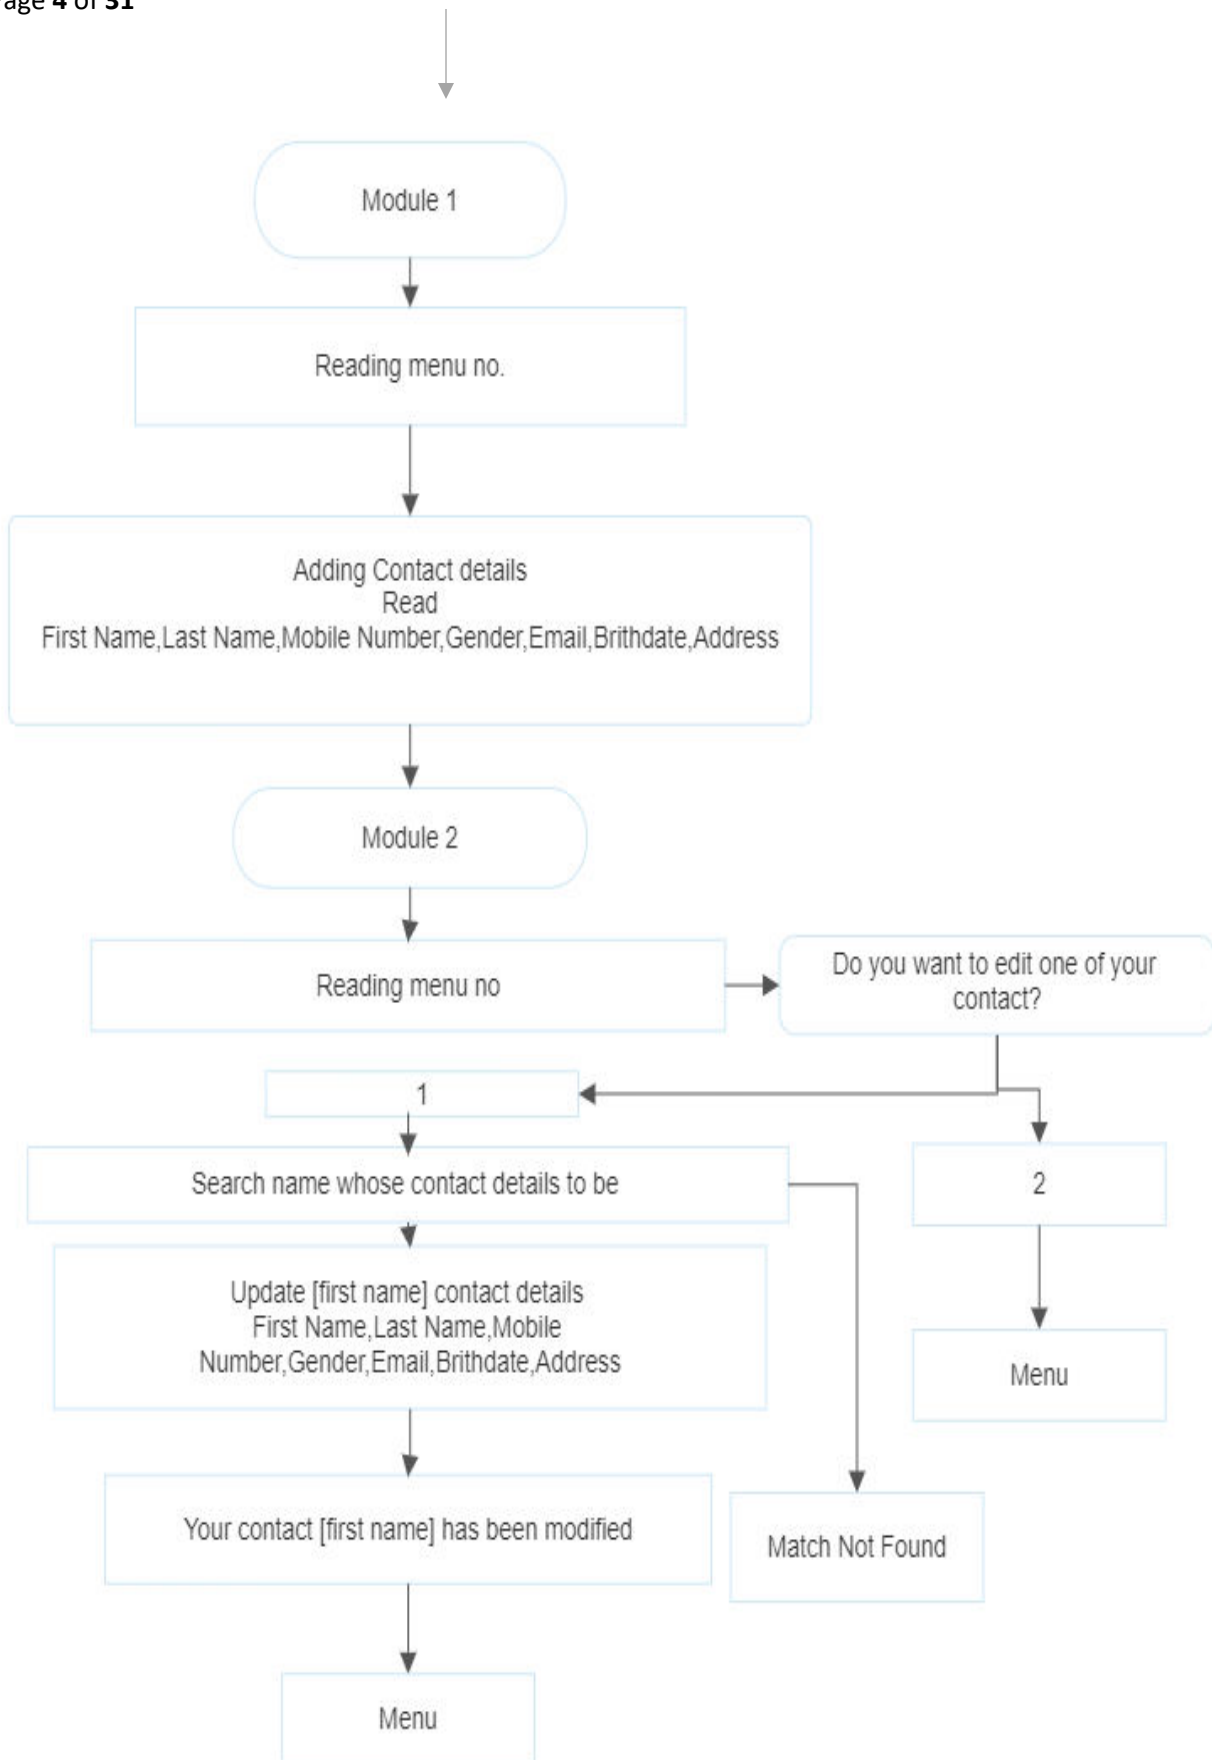 Page 4 of 31
Module 1
Reading menu no.
Adding Contact details
Read
First Name,Last Name,Mobile Number,Gender,Email,Brithdate,Address
Module 2
Reading menu no
Do you want to edit one of your
contact?
1
2
Search name whose contact details to be
Update [first name] contact details
First Name,Last Name,Mobile
Number,Gender,Email,Brithdate,Address
Menu
Your contact [first name] has been modified
Match Not Found
Menu